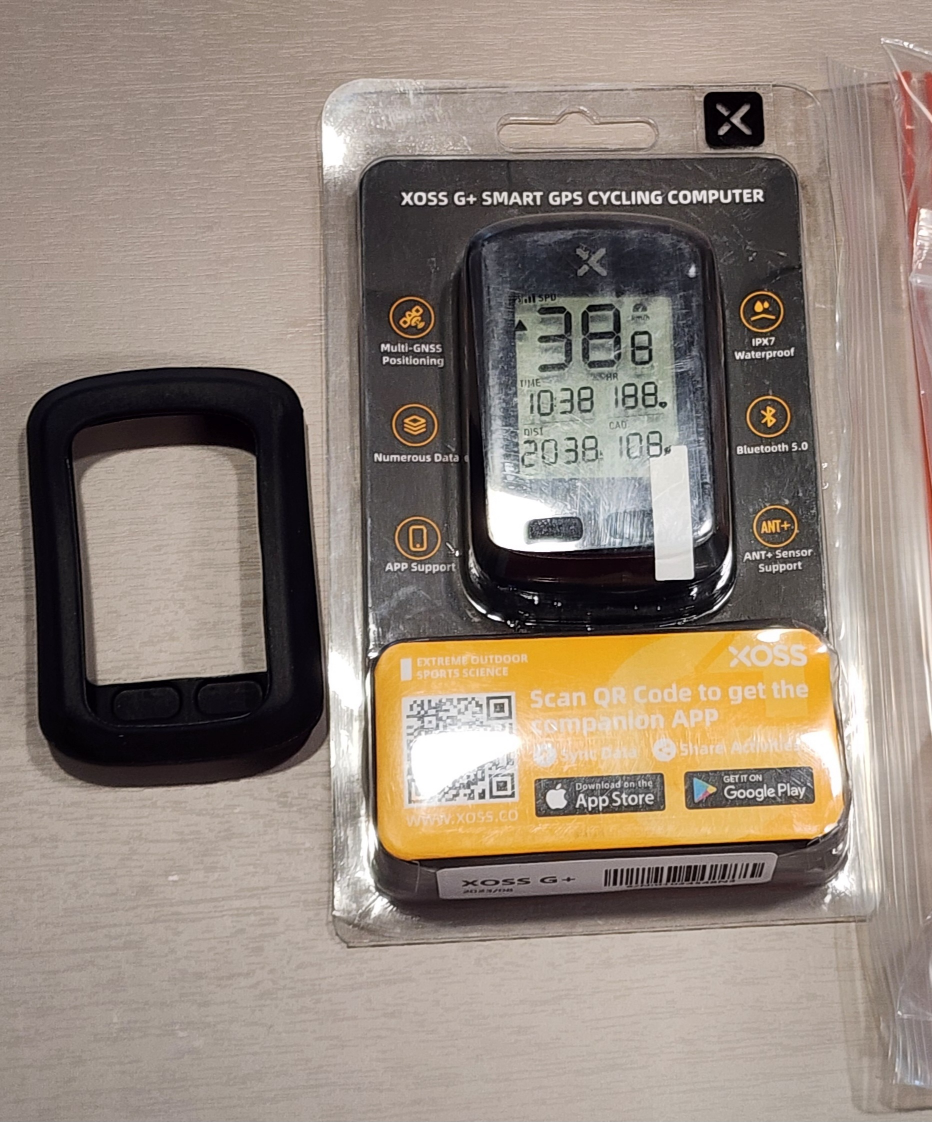 XOSS G+ SMART GPS CYCLING COMPUTER
Multi-GNSS
Positioning
Numerous Data
APP Support
SPD
38 8
TIME
HR
1038 188
DIST
CAD
2038 108
IPX7
Waterproof
Bluetooth 5.0
ANT+
ANT+ Sensor
Support
EXTREME OUTDOOR
SPORTS SCIENCE
XOSS
Scan QR Code to get the
companion APP
Sync Data
Share Activities
Download on the
App Store
GET IT ON
Google Play
WWW.XOSS.CO
XOSS G+